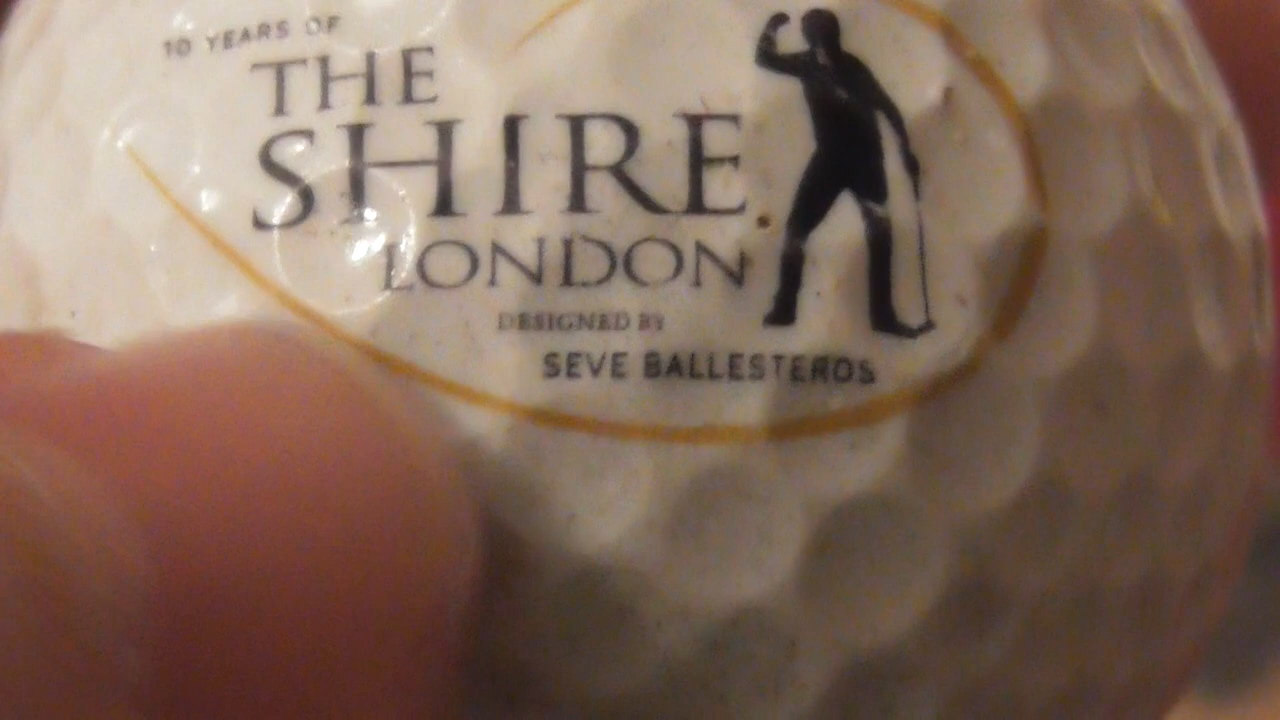 10 YEARS OF
THE
SHIRE
LONDON
DESIGNED BY
SEVE BALLESTEROS